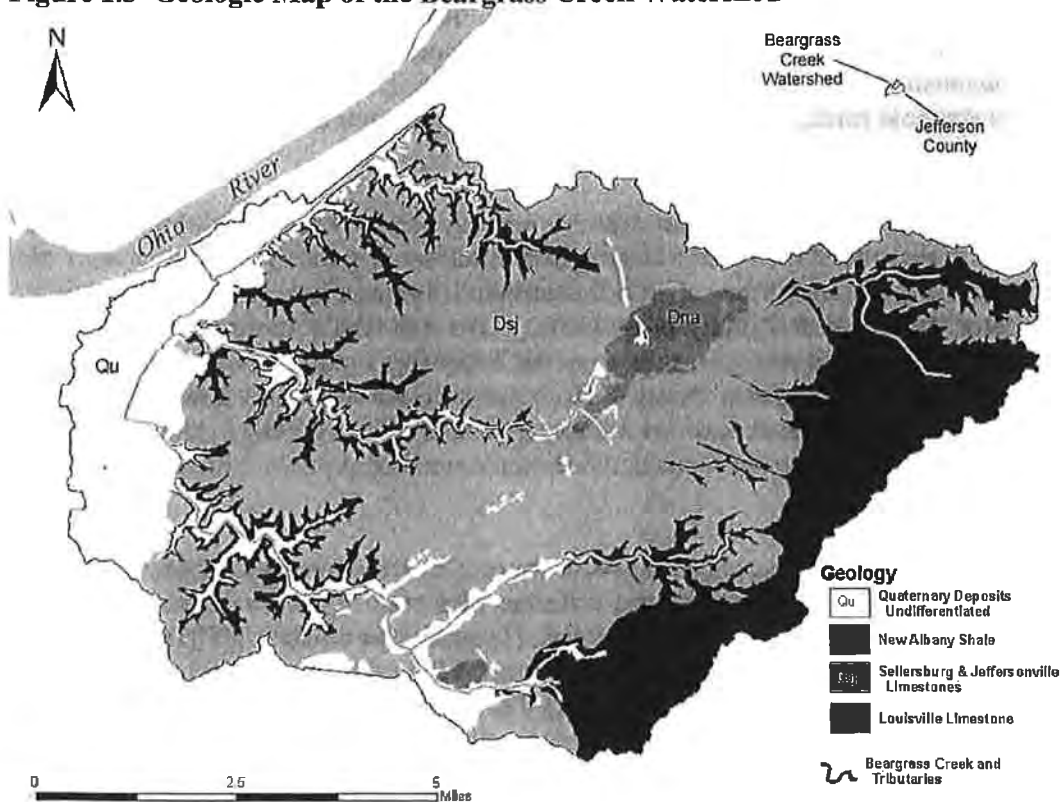 N
Beargrass
Creek
Watershed
Jefferson
County
Ohio River
Dsj
Dna
Qu
Geology
Qu
Quaternary Deposits
Undifferentiated
New Albany Shale
Dsj
Sellersburg & Jeffersonville
Limestones
Louisville Limestone
Beargrass Creek and
Tributaries
0
2.5
5
Miles